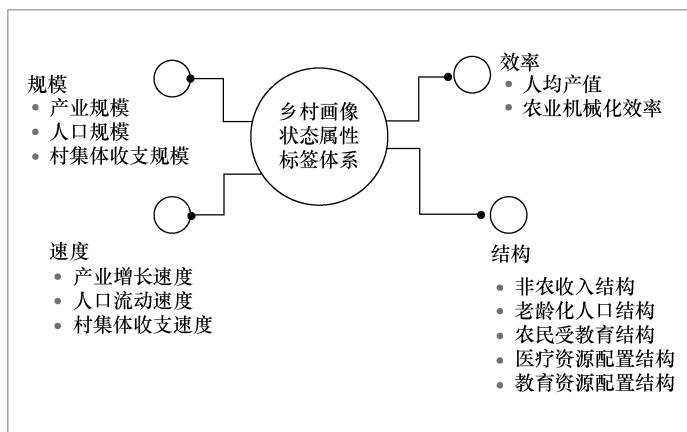 规模
产业规模
人口规模
村集体收支规模
乡村画像
状态属性
标签体系
效率
人均产值
农业机械化效率
速度
产业增长速度
人口流动速度
村集体收支速度
结构
非农收入结构
老龄化人口结构
农民受教育结构
医疗资源配置结构
教育资源配置结构